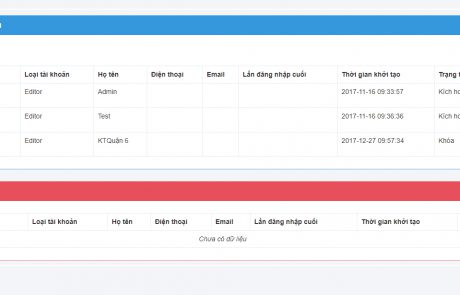 Loại tài khoản Họ tên Điện thoại Email Lần đăng nhập cuối Thời gian khởi tạo Trạng t
Editor Admin 2017-11-16 09:33:57 Kích ho
Editor Test 2017-11-16 09:36:36 Kích ho
Editor KTQuận 6 2017-12-27 09:57:34 Khóa
Loại tài khoản Họ tên Điện thoại Email Lần đăng nhập cuối Thời gian khởi tạo
Chưa có dữ liệu